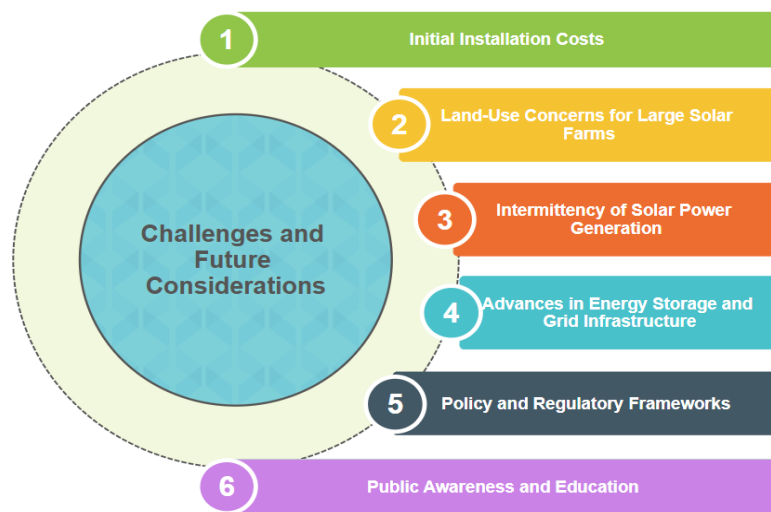 Challenges and
Future
Considerations
1
Initial Installation Costs
2
Land-Use Concerns for Large Solar
Farms
3
Intermittency of Solar Power
Generation
4
Advances in Energy Storage and
Grid Infrastructure
5
Policy and Regulatory Frameworks
6
Public Awareness and Education